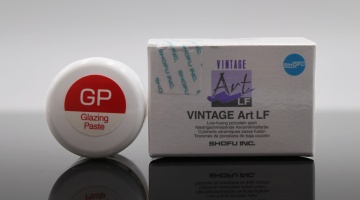 GP
Glazing
Paste
VINTAGE
Art
LF
SHOFU
VINTAGE Art LF
Low-fusing porcelain stain
SHOFU INC.